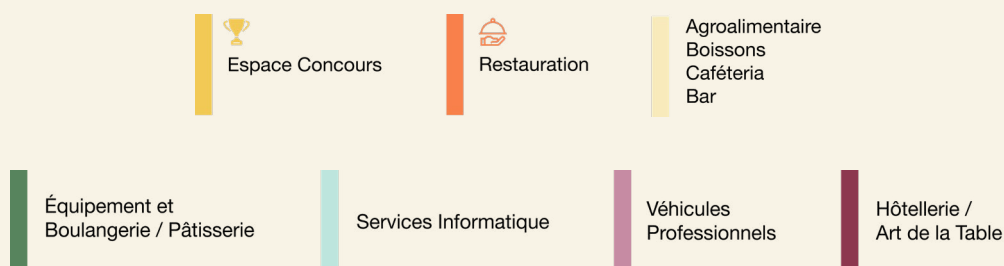 Espace Concours
Restauration
Agroalimentaire
Boissons
Caféteria
Bar
Équipement et
Boulangerie / Pâtisserie
Services Informatique
Véhicules
Professionnels
Hôtellerie /
Art de la Table